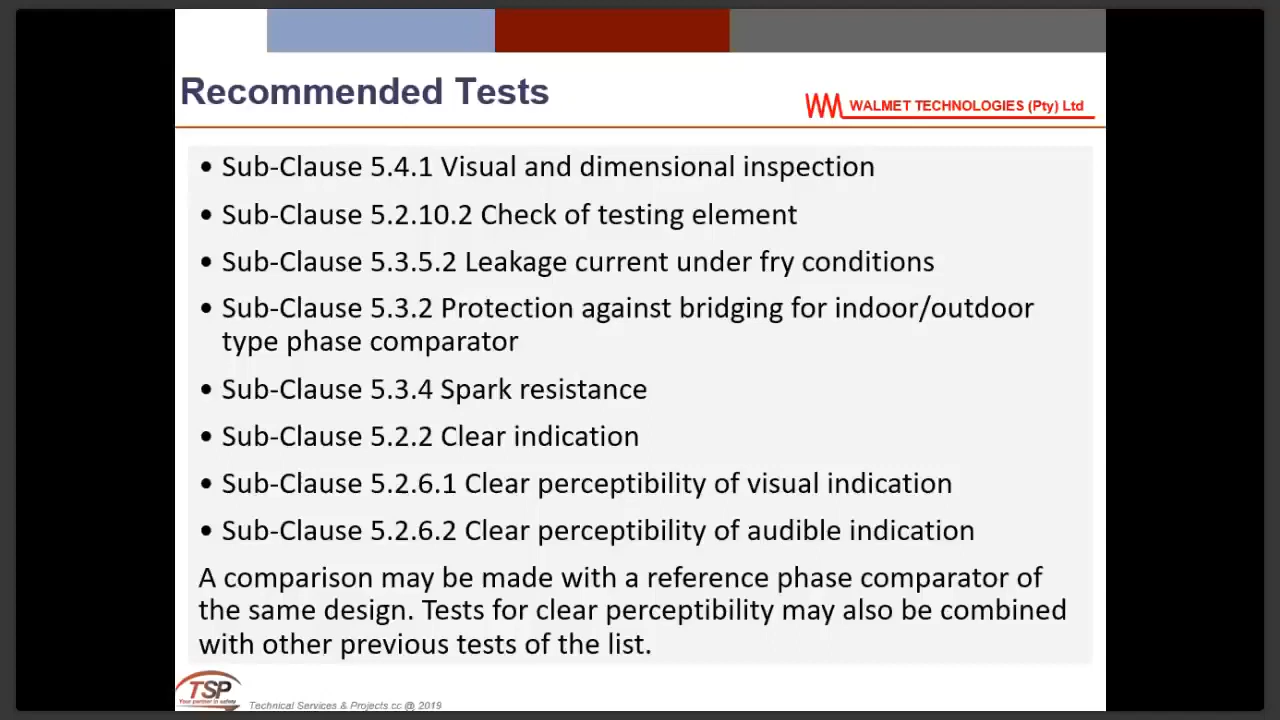 Recommended Tests
WALMET TECHNOLOGIES (Pty) Ltd
• Sub-Clause 5.4.1 Visual and dimensional inspection
• Sub-Clause 5.2.10.2 Check of testing element
• Sub-Clause 5.3.5.2 Leakage current under fry conditions
• Sub-Clause 5.3.2 Protection against bridging for indoor/outdoor
type phase comparator
• Sub-Clause 5.3.4 Spark resistance
• Sub-Clause 5.2.2 Clear indication
• Sub-Clause 5.2.6.1 Clear perceptibility of visual indication
• Sub-Clause 5.2.6.2 Clear perceptibility of audible indication
A comparison may be made with a reference phase comparator of
the same design. Tests for clear perceptibility may also be combined
with other previous tests of the list.
TSP
Your partner in safety
Technical Services & Projects cc @ 2019